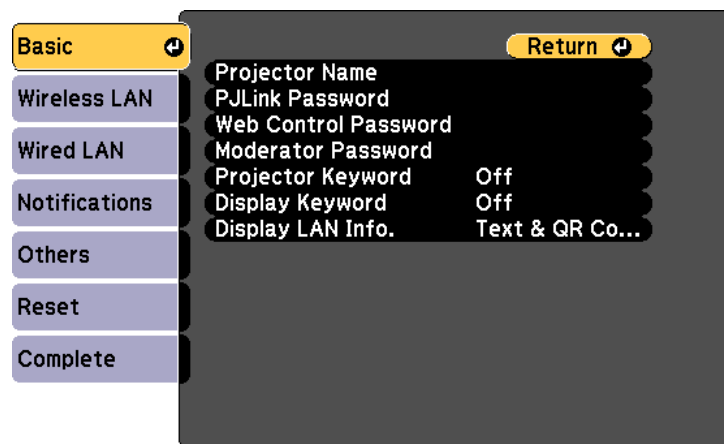 Basic
Wireless LAN
Wired LAN
Notifications
Others
Reset
Complete
Return
Projector Name
PJLink Password
Web Control Password
Moderator Password
Projector Keyword Off
Display Keyword Off
Display LAN Info. Text & QR Co...